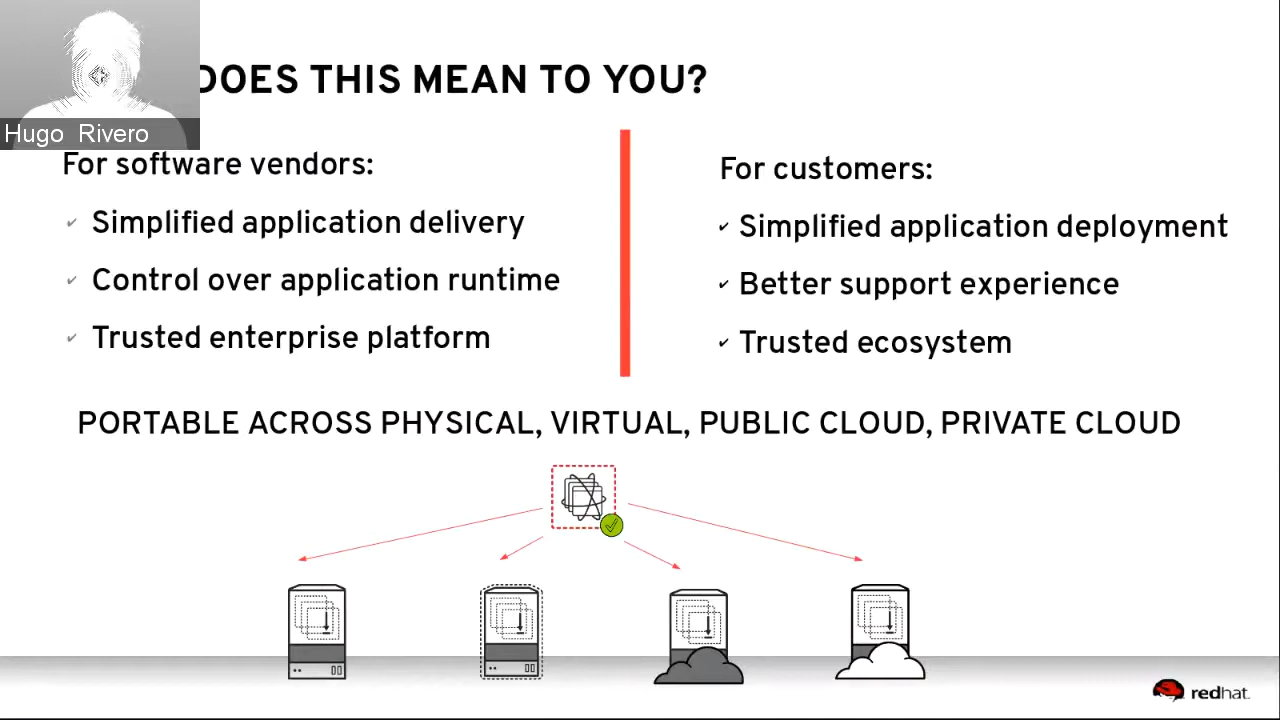 DOES THIS MEAN TO YOU?
Hugo Rivero
For software vendors:
✔ Simplified application delivery
✔ Control over application runtime
✔ Trusted enterprise platform
For customers:
✔ Simplified application deployment
✔ Better support experience
✔ Trusted ecosystem
PORTABLE ACROSS PHYSICAL, VIRTUAL, PUBLIC CLOUD, PRIVATE CLOUD
redhat.